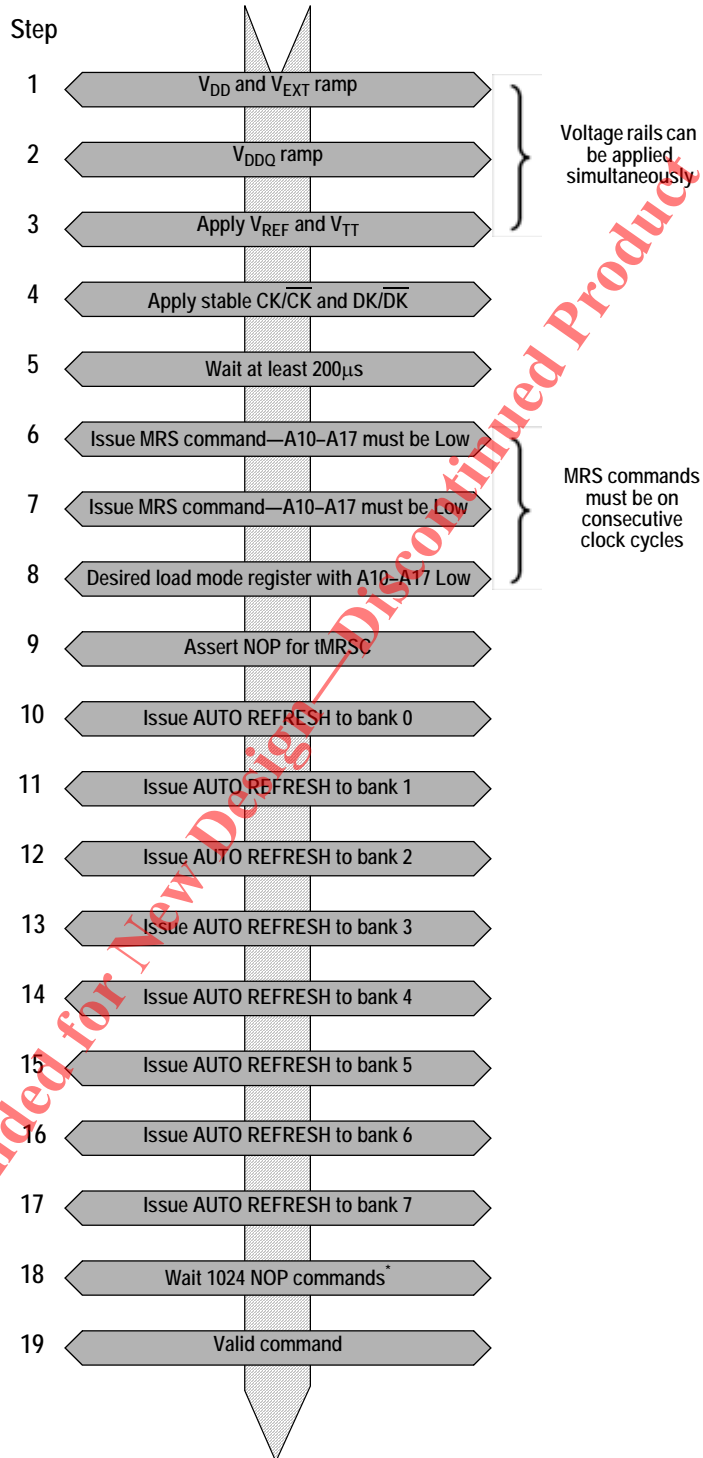 Step
1 V_DD and V_EXT ramp
2 V_DDQ ramp
3 Apply V_REF and V_TT
Voltage rails can
be applied
simultaneously
4 Apply stable CK/C̅K̅ and DK/D̅K̅
5 Wait at least 200µs
6 Issue MRS command—A10–A17 must be Low
7 Issue MRS command—A10–A17 must be Low
8 Desired load mode register with A10–A17 Low
MRS commands
must be on
consecutive
clock cycles
9 Assert NOP for tMRSC
10 Issue AUTO REFRESH to bank 0
11 Issue AUTO REFRESH to bank 1
12 Issue AUTO REFRESH to bank 2
13 Issue AUTO REFRESH to bank 3
14 Issue AUTO REFRESH to bank 4
15 Issue AUTO REFRESH to bank 5
16 Issue AUTO REFRESH to bank 6
17 Issue AUTO REFRESH to bank 7
18 Wait 1024 NOP commands*
19 Valid command
nded for New Design—Discontinued Product